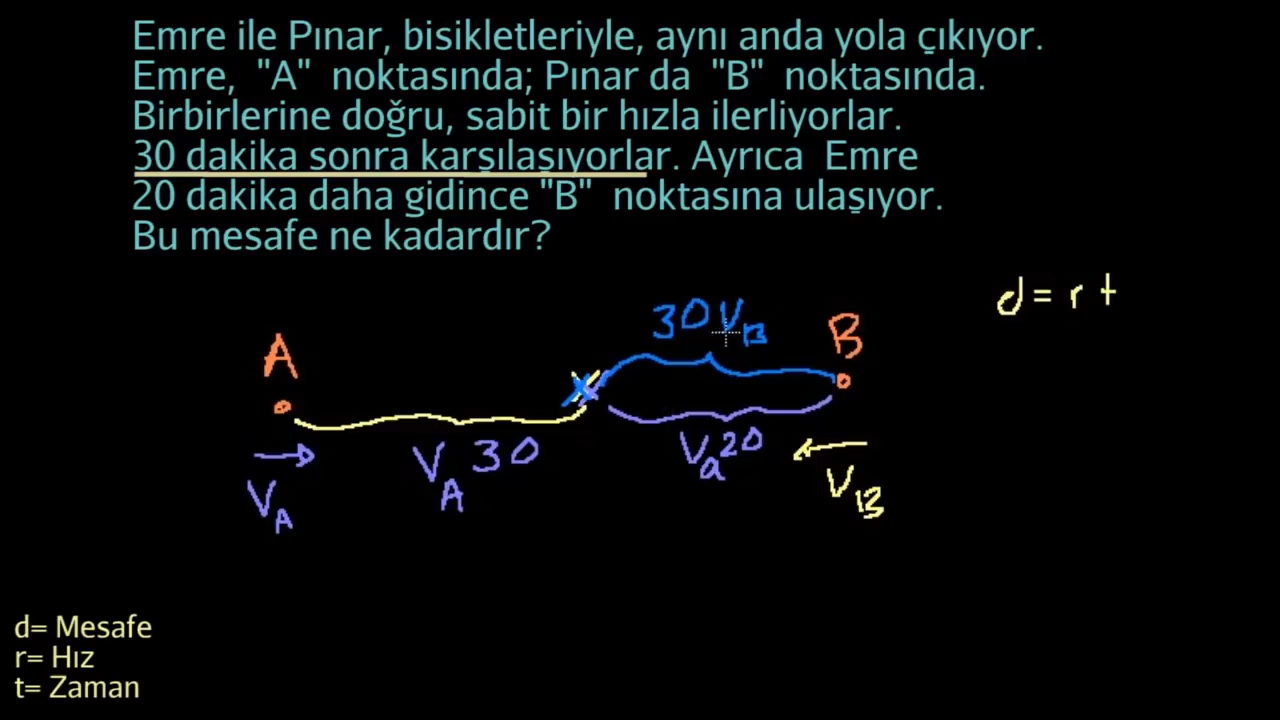 Emre ile Pınar, bisikletleriyle, aynı anda yola çıkıyor.
Emre, "A" noktasında; Pınar da "B" noktasında.
Birbirlerine doğru, sabit bir hızla ilerliyorlar.
30 dakika sonra karşılaşıyorlar. Ayrıca Emre
20 dakika daha gidince "B" noktasına ulaşıyor.
Bu mesafe ne kadardır?
d = r t
30 V_B
A
B
V_A 30
V_a 20
V_A
V_B
d= Mesafe
r= Hız
t= Zaman